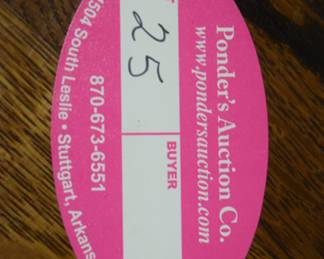 Ponder's Auction Co.
www.pondersauction.com
25
BUYER
870-673-6551
1504 South Leslie • Stuttgart, Arkans